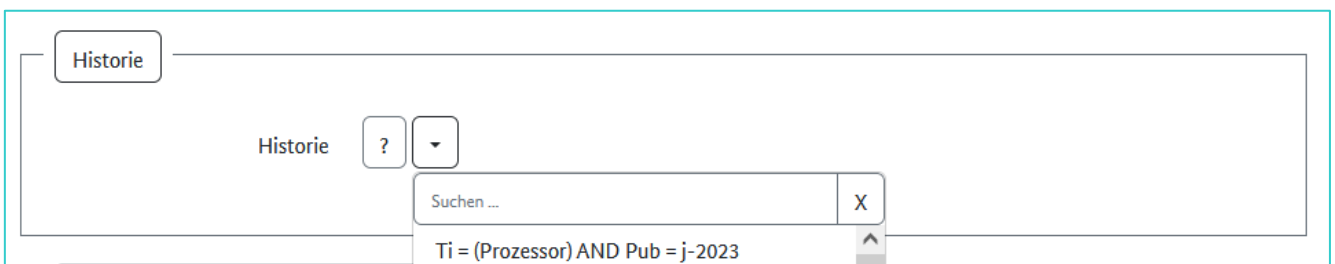 Historie
Historie ?
Suchen ... X
Ti = (Prozessor) AND Pub = j-2023